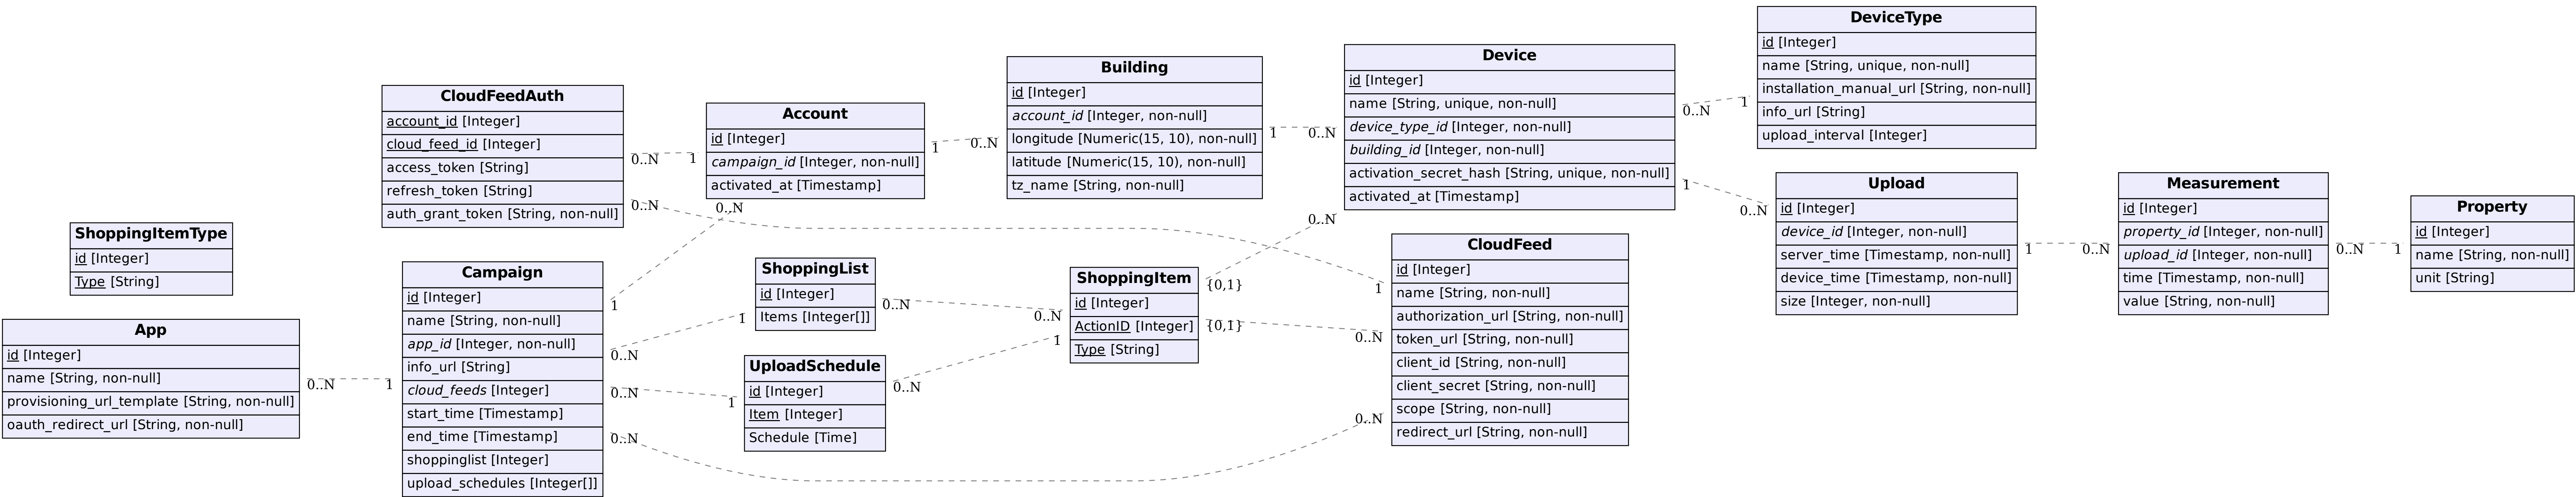 DeviceType
id [Integer]
name [String, unique, non-null]
installation_manual_url [String, non-null]
info_url [String]
upload_interval [Integer]
Device
id [Integer]
name [String, unique, non-null]
device_type_id [Integer, non-null]
building_id [Integer, non-null]
activation_secret_hash [String, unique, non-null]
activated_at [Timestamp]
Building
id [Integer]
account_id [Integer, non-null]
longitude [Numeric(15, 10), non-null]
latitude [Numeric(15, 10), non-null]
tz_name [String, non-null]
CloudFeedAuth
account_id [Integer]
cloud_feed_id [Integer]
access_token [String]
refresh_token [String]
auth_grant_token [String, non-null]
Account
id [Integer]
campaign_id [Integer, non-null]
activated_at [Timestamp]
Upload
id [Integer]
device_id [Integer, non-null]
server_time [Timestamp, non-null]
device_time [Timestamp, non-null]
size [Integer, non-null]
Measurement
id [Integer]
property_id [Integer, non-null]
upload_id [Integer, non-null]
time [Timestamp, non-null]
value [String, non-null]
Property
id [Integer]
name [String, non-null]
unit [String]
ShoppingItemType
id [Integer]
Type [String]
App
id [Integer]
name [String, non-null]
provisioning_url_template [String, non-null]
oauth_redirect_url [String, non-null]
Campaign
id [Integer]
name [String, non-null]
app_id [Integer, non-null]
info_url [String]
cloud_feeds [Integer]
start_time [Timestamp]
end_time [Timestamp]
shoppinglist [Integer]
upload_schedules [Integer[]]
ShoppingList
id [Integer]
Items [Integer[]]
UploadSchedule
id [Integer]
Item [Integer]
Schedule [Time]
ShoppingItem
id [Integer]
ActionID [Integer]
Type [String]
CloudFeed
id [Integer]
name [String, non-null]
authorization_url [String, non-null]
token_url [String, non-null]
client_id [String, non-null]
client_secret [String, non-null]
scope [String, non-null]
redirect_url [String, non-null]
0..N
1
0..N
1
0..N
1
1
0..N
1
0..N
0..N
1
1
0..N
1
0..N
0..N
1
0..N
1
0..N
1
0..N
1
0..N
0..N
0..N
0..N
0..N
1
{0,1}
0..N
{0,1}
0..N